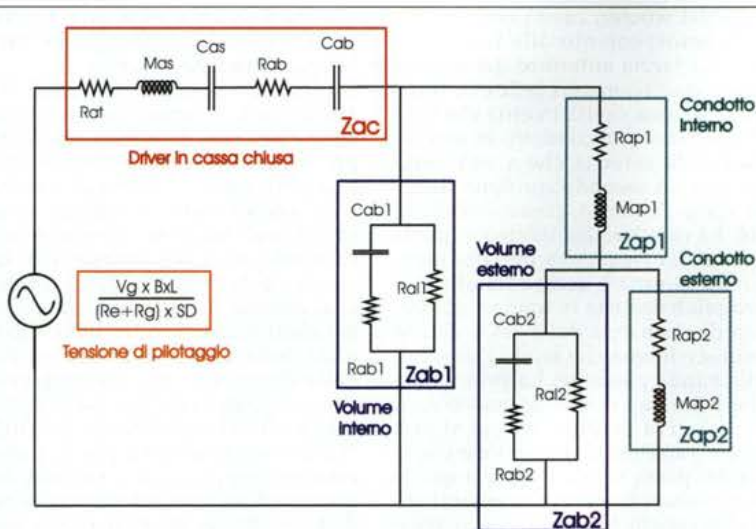 Rat
Mas
Cas
Rab
Cab
Zac
Driver in cassa chiusa
Vg x BxL
(Re+Rg) x SD
Tensione di pilotaggio
Cab1
Ral1
Rab1
Zab1
Volume
interno
Condotto
interno
Rap1
Map1
Zap1
Volume
esterno
Cab2
Ral2
Rab2
Zab2
Condotto
esterno
Rap2
Map2
Zap2